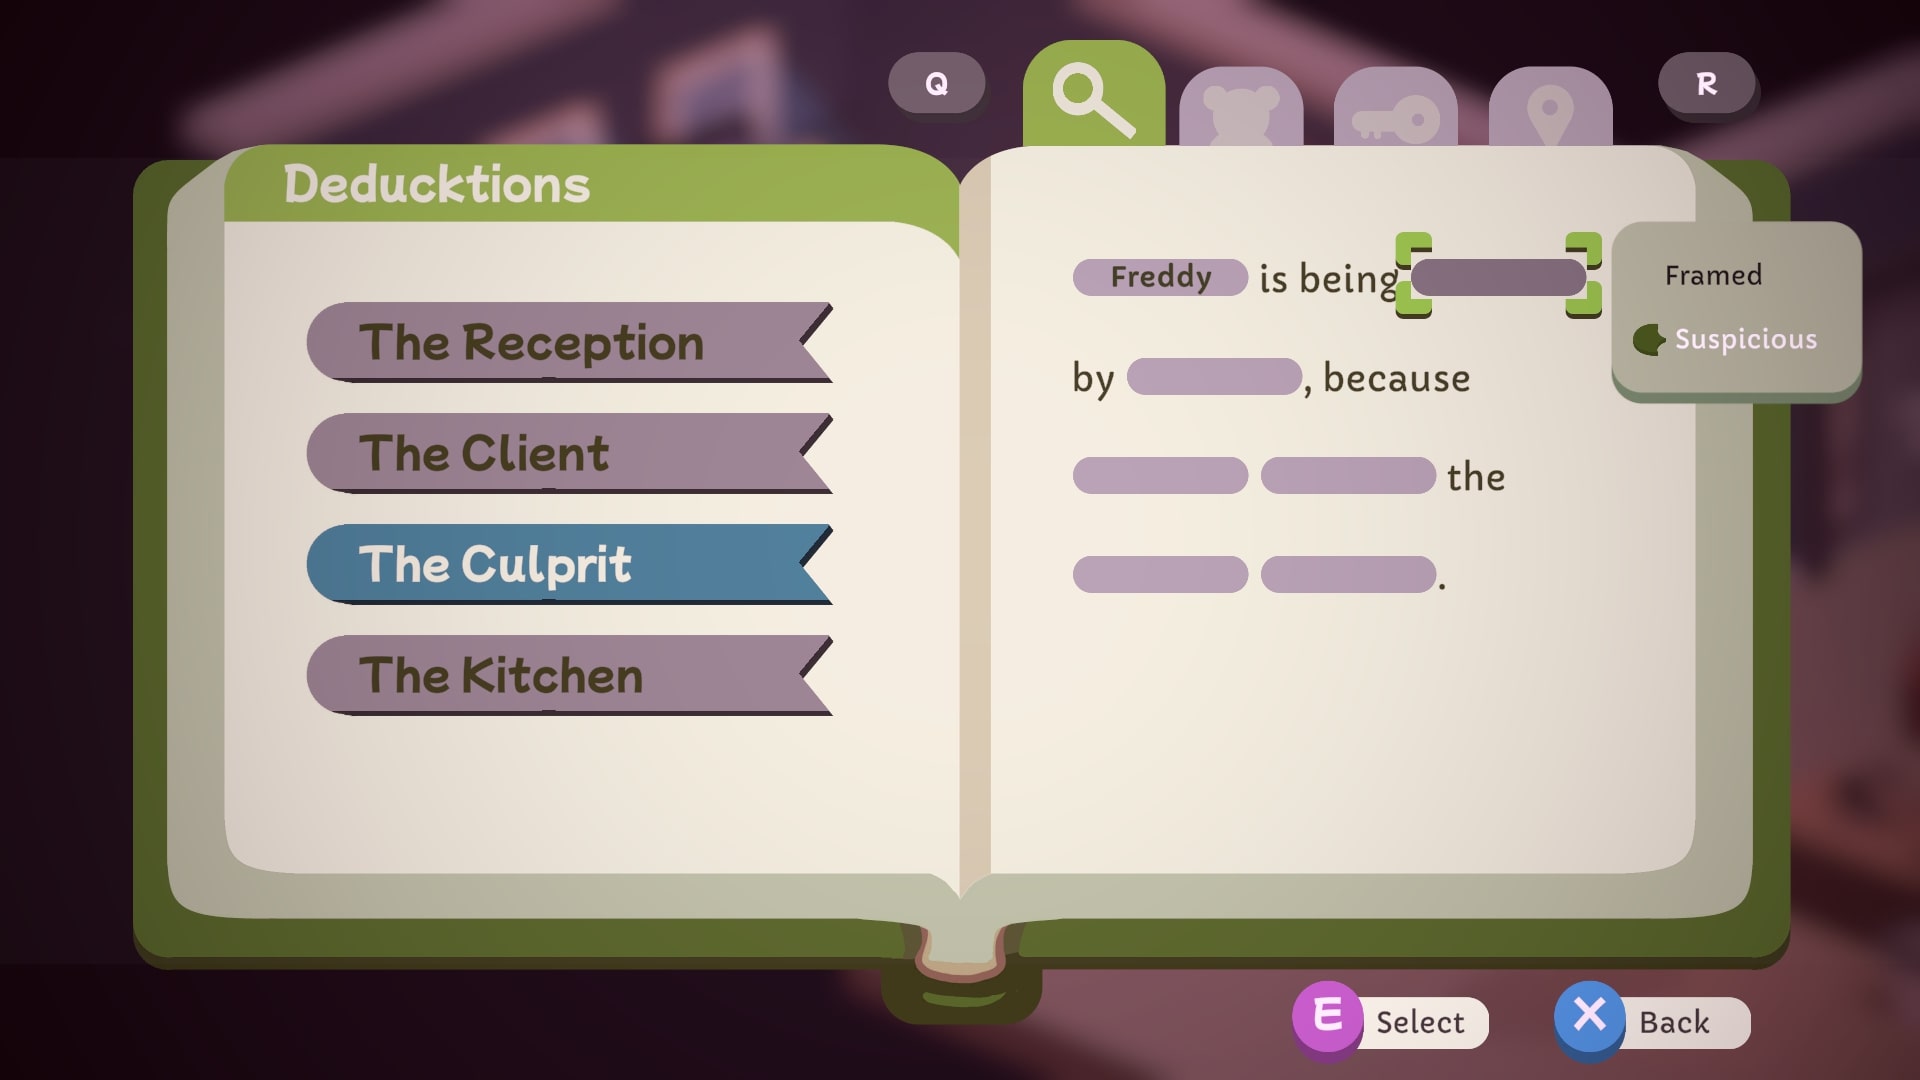 Q
R
Deducktions
The Reception
The Client
The Culprit
The Kitchen
Freddy is being
by , because
the
.
Framed
Suspicious
E Select
X Back